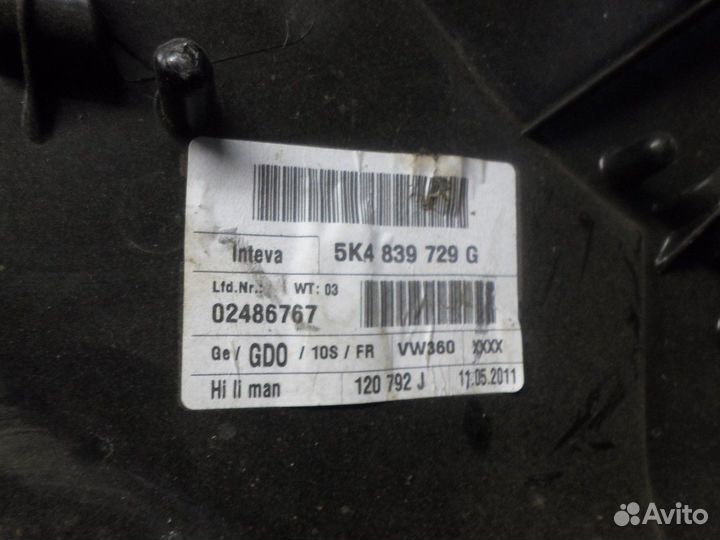 Inteva 5K4 839 729 G
Lfd.Nr.: WT: 03
02486767
Ge / GDO / 10S / FR VW360 XXXX
Hi li man 120 792 J 11.05.2011
Avito